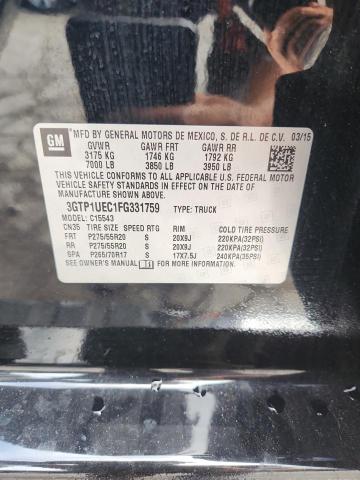 GM
MFD BY GENERAL MOTORS DE MEXICO, S. DE R.L. DE C.V. 03/15
GVWR GAWR FRT GAWR RR
3175 KG 1746 KG 1792 KG
7000 LB 3850 LB 3950 LB
THIS VEHICLE CONFORMS TO ALL APPLICABLE U.S. FEDERAL
MOTOR VEHICLE SAFETY AND THEFT PREVENTION STANDARDS IN
EFFECT ON THE DATE OF MANUFACTURE SHOWN ABOVE.
3GTP1UEC1FG331759 TYPE: TRUCK
MODEL: C15543
CN35 TIRE SIZE SPEED RTG RIM COLD TIRE PRESSURE
FRT P275/55R20 S 20X9J 220KPA(32PSI)
RR P275/55R20 S 20X9J 220KPA(32PSI)
SPA P265/70R17 S 17X7.5J 240KPA(35PSI)
SEE OWNER'S MANUAL FOR MORE INFORMATION.